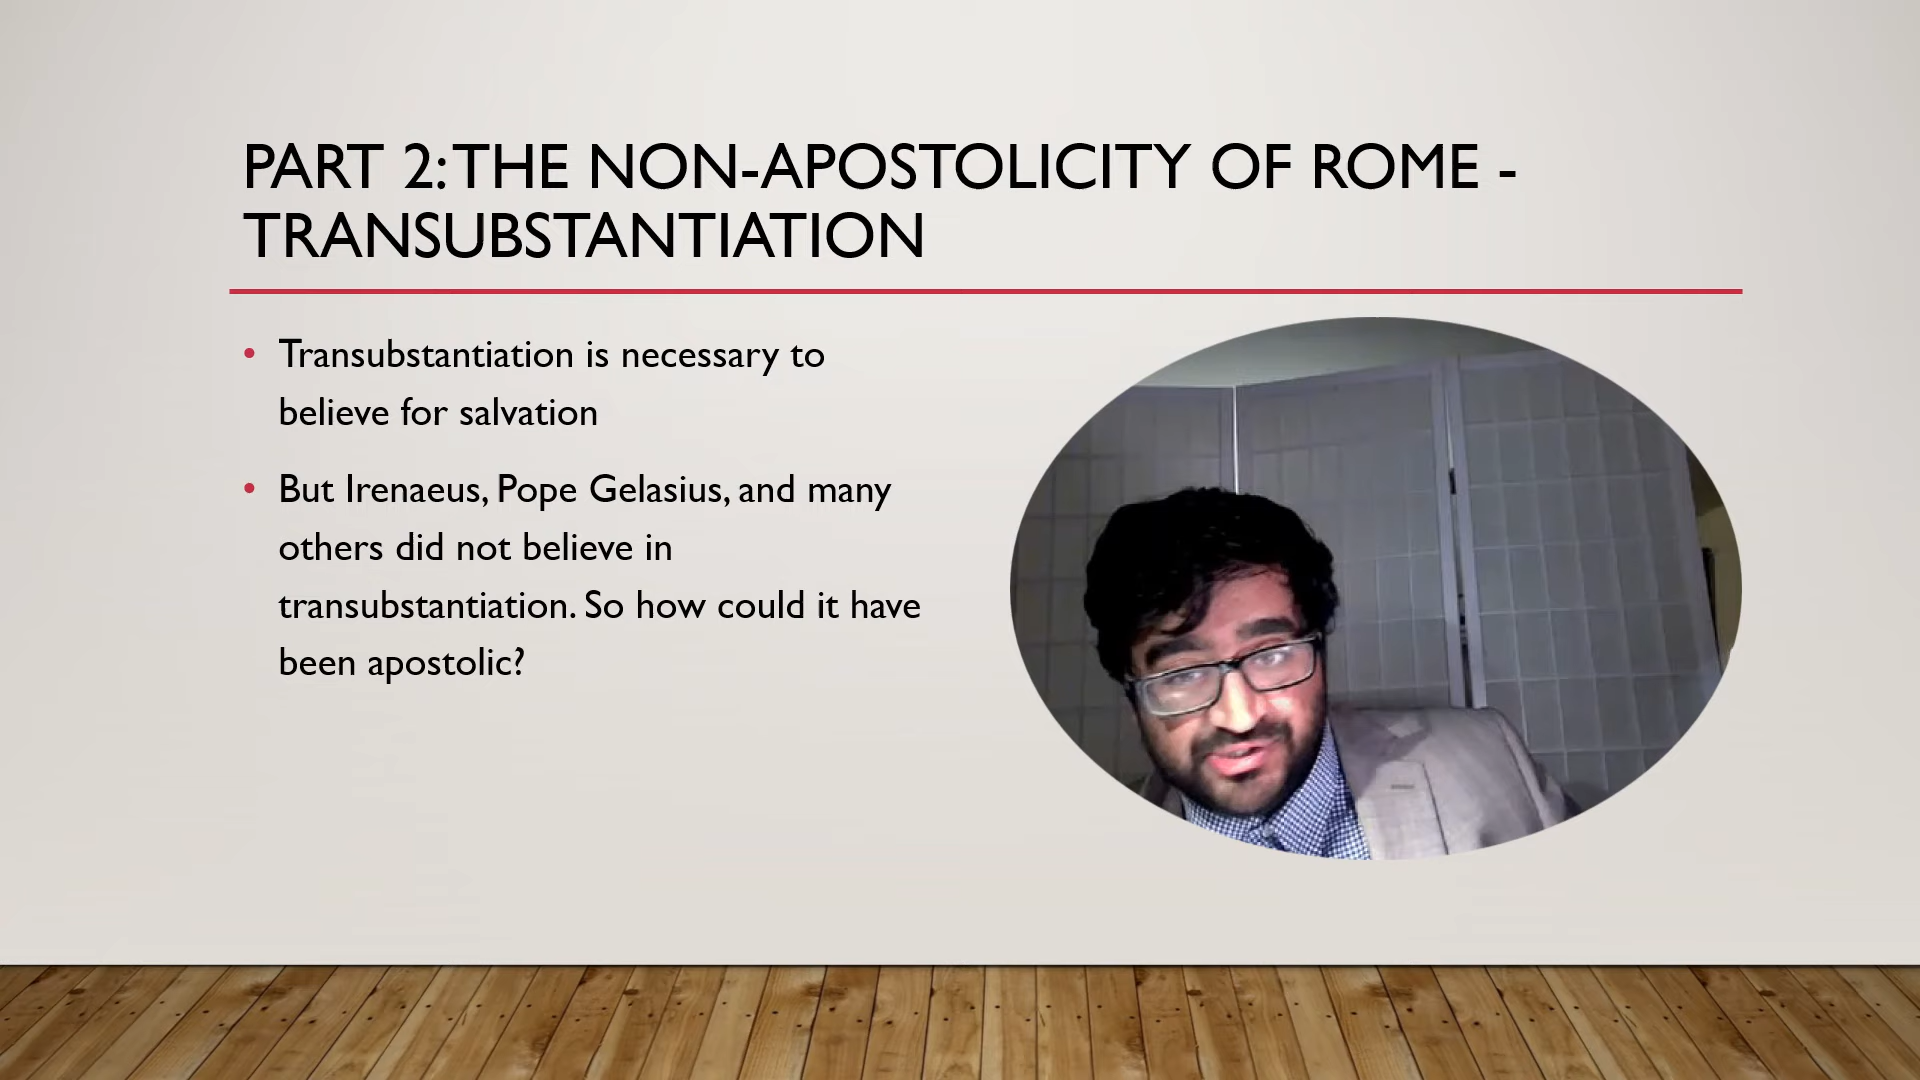 PART 2: THE NON-APOSTOLICITY OF ROME -
TRANSUBSTANTIATION
• Transubstantiation is necessary to
believe for salvation
• But Irenaeus, Pope Gelasius, and many
others did not believe in
transubstantiation. So how could it have
been apostolic?